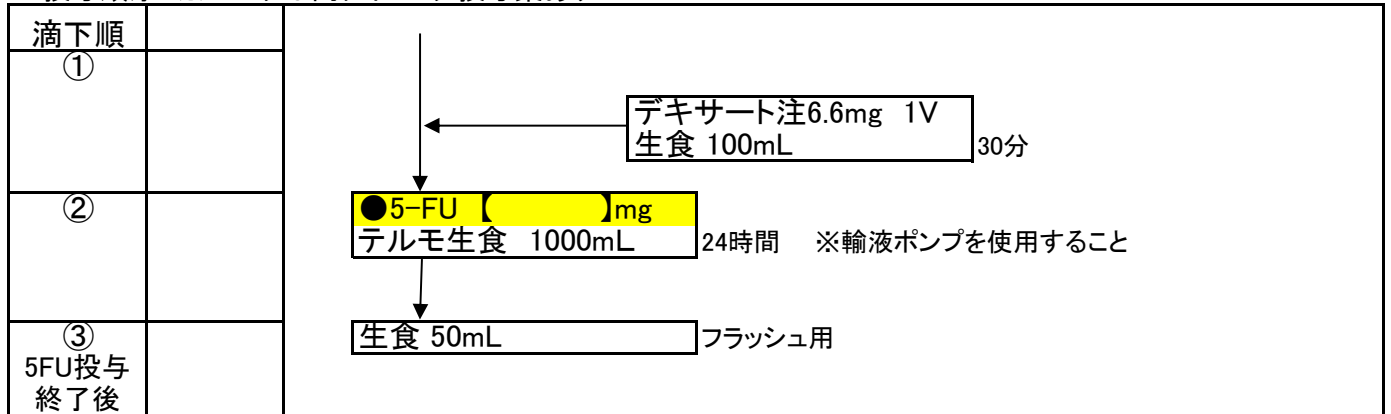 滴下順
①
デキサート注6.6mg 1V
生食 100mL
30分
②
●5-FU 【 】mg
テルモ生食 1000mL
24時間 ※輸液ポンプを使用すること
③
生食 50mL
フラッシュ用
5FU投与
終了後